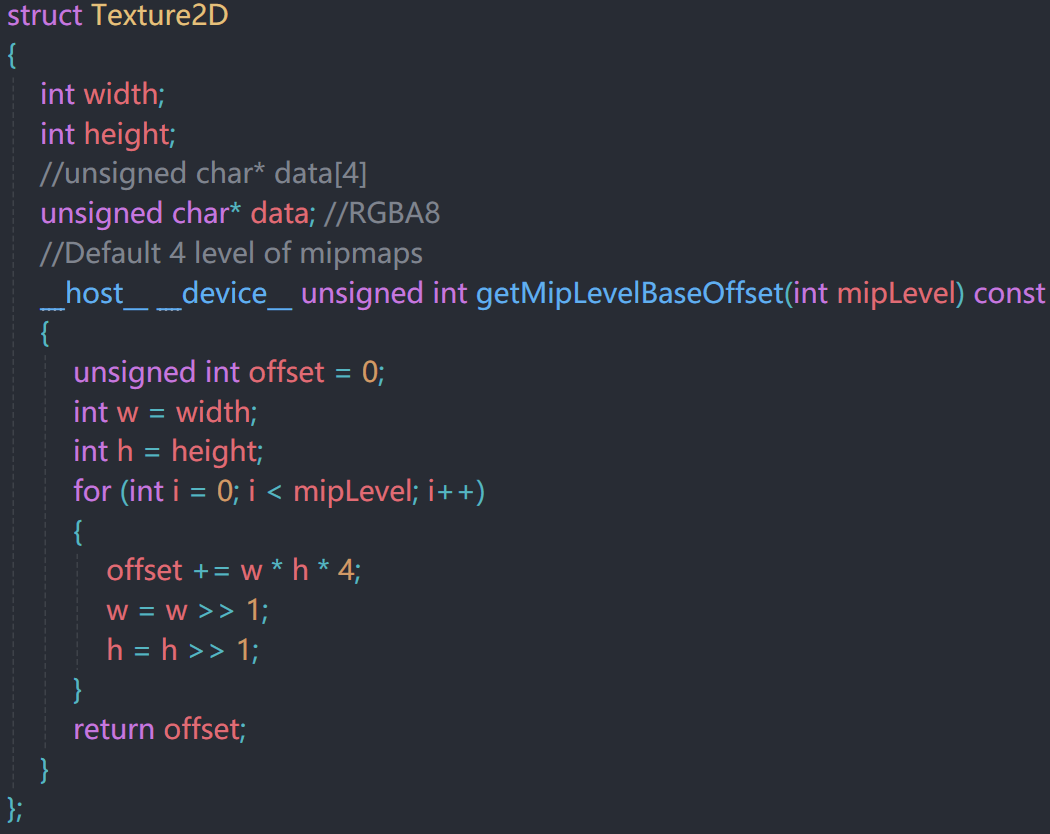 struct Texture2D
{
int width;
int height;
//unsigned char* data[4]
unsigned char* data; //RGBA8
//Default 4 level of mipmaps
__host__ __device__ unsigned int getMipLevelBaseOffset(int mipLevel) const
{
unsigned int offset = 0;
int w = width;
int h = height;
for (int i = 0; i < mipLevel; i++)
{
offset += w * h * 4;
w = w >> 1;
h = h >> 1;
}
return offset;
}
};